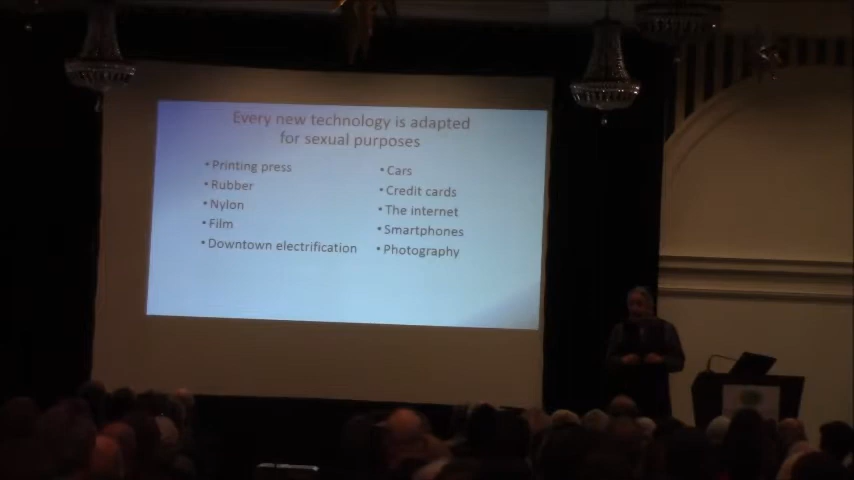 Every new technology is adapted
for sexual purposes
• Printing press
• Rubber
• Nylon
• Film
• Downtown electrification
• Cars
• Credit cards
• The internet
• Smartphones
• Photography